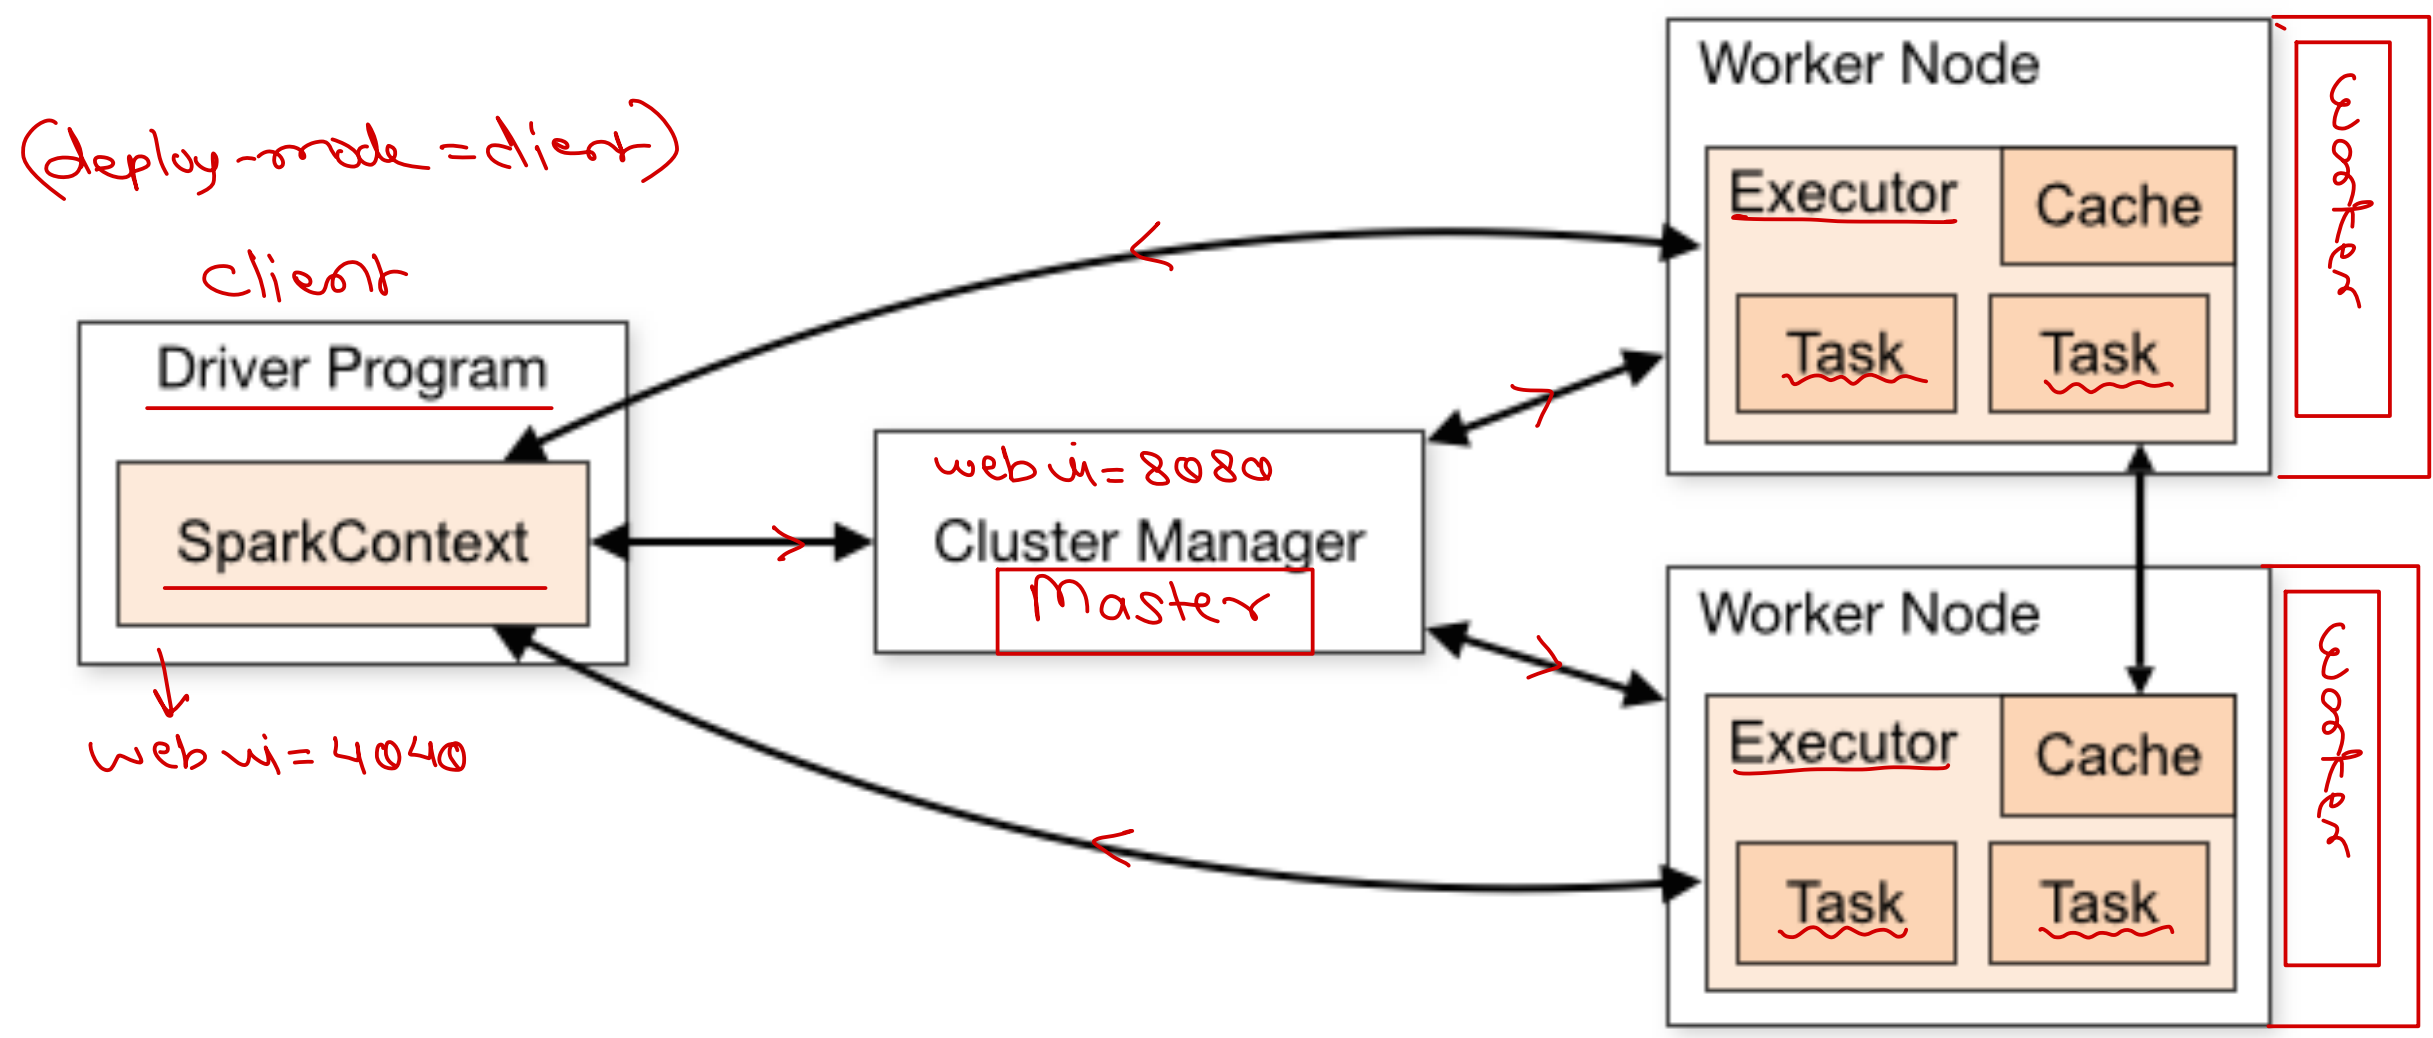 (deploy-mode=client)
client
Driver Program
SparkContext
web ui=4040
web ui=8080
Cluster Manager
Master
Worker Node
Executor
Cache
Task
Task
Worker
Worker Node
Executor
Cache
Task
Task
Worker